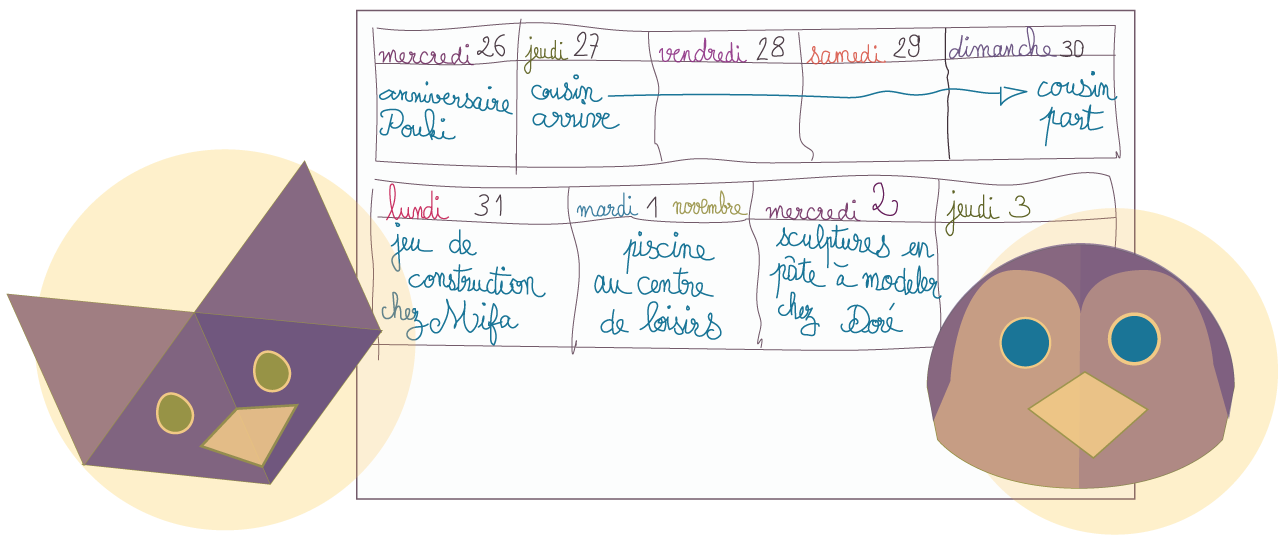 mercredi 26 jeudi 27 vendredi 28 samedi 29 dimanche 30
anniversaire
Pouki
cousin
arrive
cousin
part
lundi 31 mardi 1 novembre mercredi 2 jeudi 3
jeu de
construction
chez Mifa
piscine
au centre
de loisirs
sculptures en
pâte à modeler
chez Doré